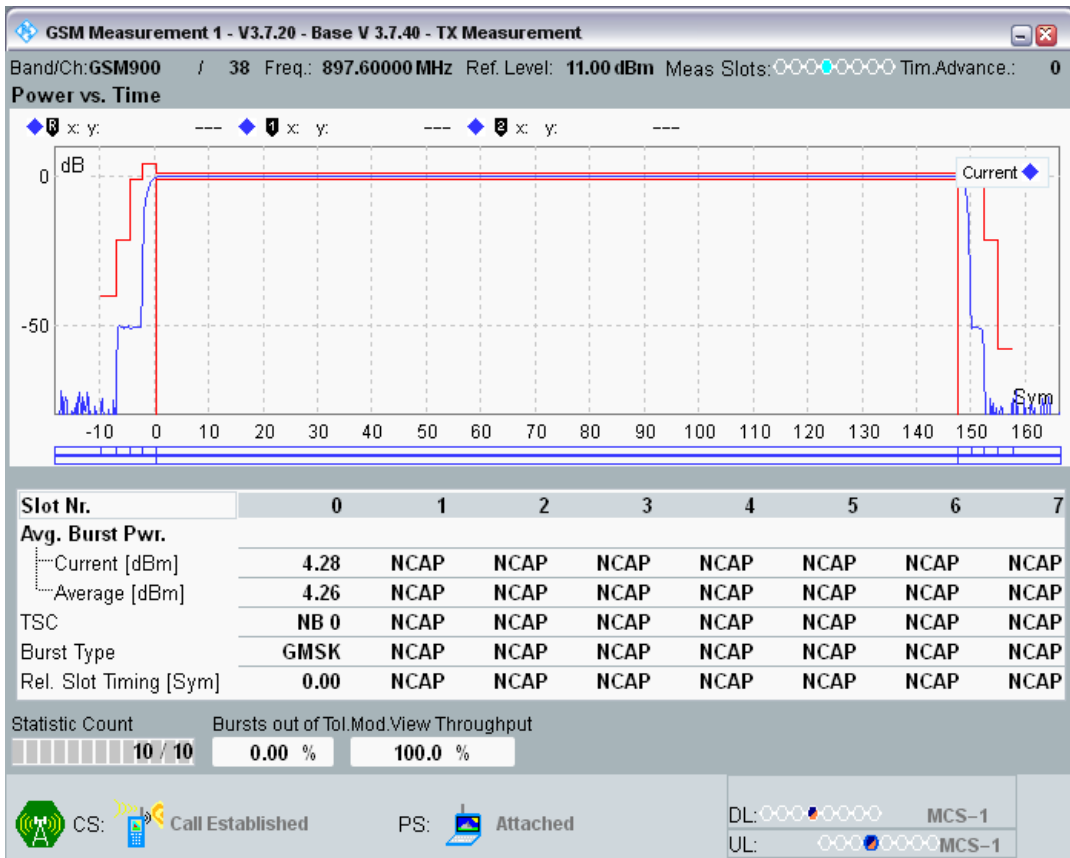 GSM Measurement 1 - V3.7.20 - Base V 3.7.40 - TX Measurement
Band/Ch:GSM900 / 38 Freq.: 897.60000 MHz Ref. Level: 11.00 dBm Meas Slots: Tim.Advance.: 0
Power vs. Time
R x: y: --- 1 x: y: --- 2 x: y: ---
dB
Current
0
-50
Sym
-10 0 10 20 30 40 50 60 70 80 90 100 110 120 130 140 150 160
Slot Nr. 0 1 2 3 4 5 6 7
Avg. Burst Pwr.
Current [dBm] 4.28 NCAP NCAP NCAP NCAP NCAP NCAP NCAP
Average [dBm] 4.26 NCAP NCAP NCAP NCAP NCAP NCAP NCAP
TSC NB 0 NCAP NCAP NCAP NCAP NCAP NCAP NCAP
Burst Type GMSK NCAP NCAP NCAP NCAP NCAP NCAP NCAP
Rel. Slot Timing [Sym] 0.00 NCAP NCAP NCAP NCAP NCAP NCAP NCAP
Statistic Count Bursts out of Tol.Mod.View Throughput
10 / 10 0.00 % 100.0 %
CS: Call Established PS: Attached
DL: MCS-1
UL: MCS-1